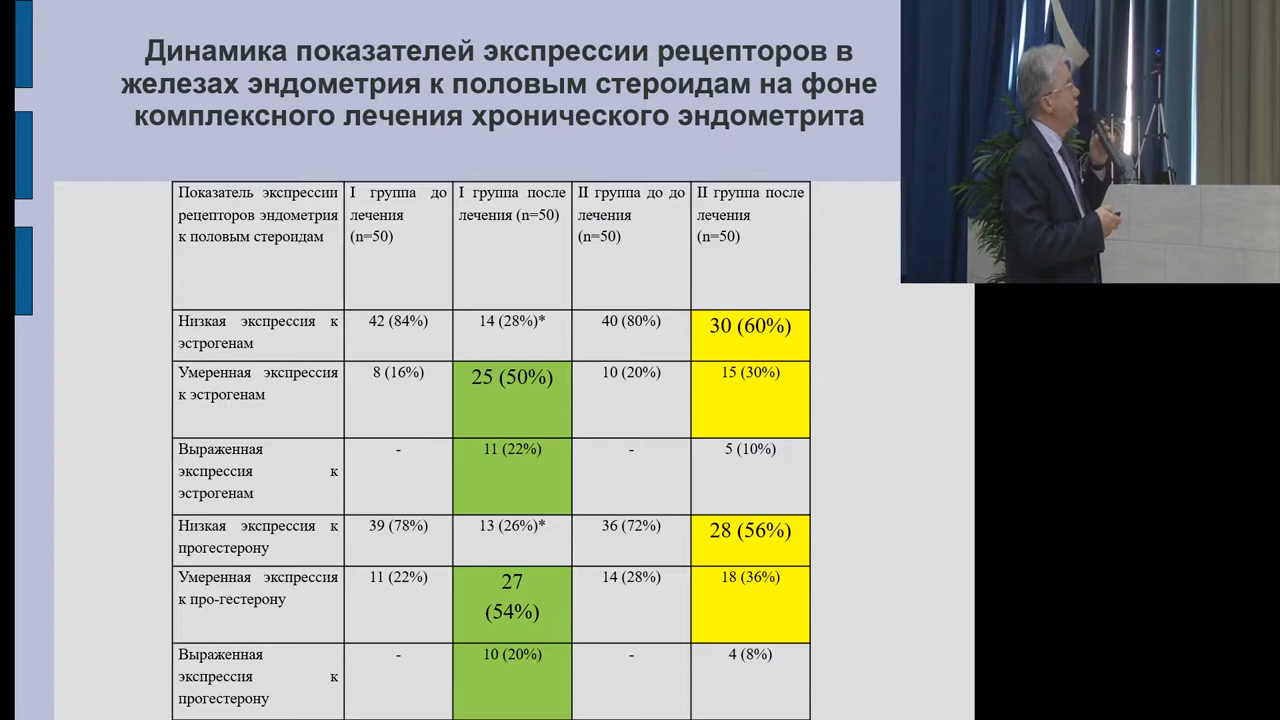 Динамика показателей экспрессии рецепторов в
железах эндометрия к половым стероидам на фоне
комплексного лечения хронического эндометрита
Показатель экспрессии
рецепторов эндометрия
к половым стероидам
I группа до
лечения
(n=50)
I группа после
лечения (n=50)
II группа до до
лечения
(n=50)
II группа после
лечения
(n=50)
Низкая экспрессия к
эстрогенам
42 (84%)
14 (28%)*
40 (80%)
30 (60%)
Умеренная экспрессия
к эстрогенам
8 (16%)
25 (50%)
10 (20%)
15 (30%)
Выраженная
экспрессия к
эстрогенам
-
11 (22%)
-
5 (10%)
Низкая экспрессия к
прогестерону
39 (78%)
13 (26%)*
36 (72%)
28 (56%)
Умеренная экспрессия
к про-гестерону
11 (22%)
27
(54%)
14 (28%)
18 (36%)
Выраженная
экспрессия к
прогестерону
-
10 (20%)
-
4 (8%)